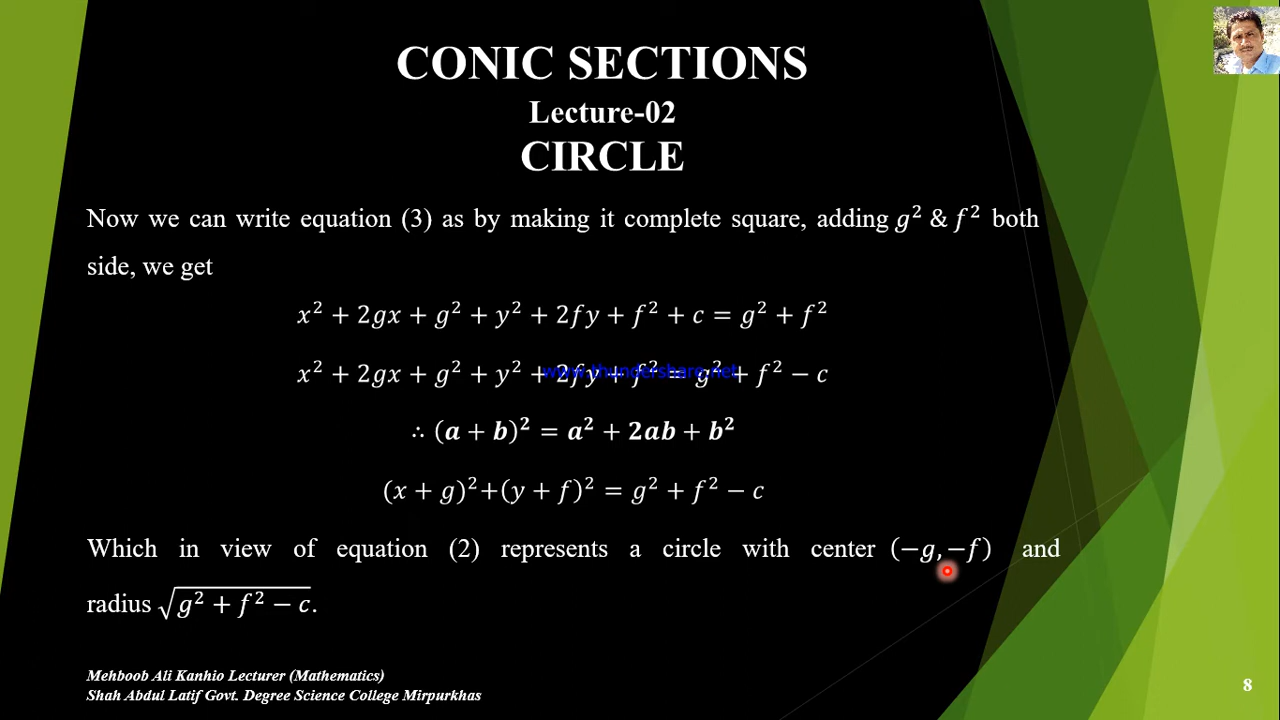 CONIC SECTIONS
Lecture-02
CIRCLE
Now we can write equation (3) as by making it complete square, adding g² & f² both
side, we get
x² + 2gx + g² + y² + 2fy + f² + c = g² + f²
x² + 2gx + g² + y² + 2fy + f² = g² + f² − c
www.thundershare.net
∴ (a + b)² = a² + 2ab + b²
(x + g)²+(y + f)² = g² + f² − c
Which in view of equation (2) represents a circle with center (−g,−f) and
radius √(g² + f² − c).
Mehboob Ali Kanhio Lecturer (Mathematics)
Shah Abdul Latif Govt. Degree Science College Mirpurkhas
8